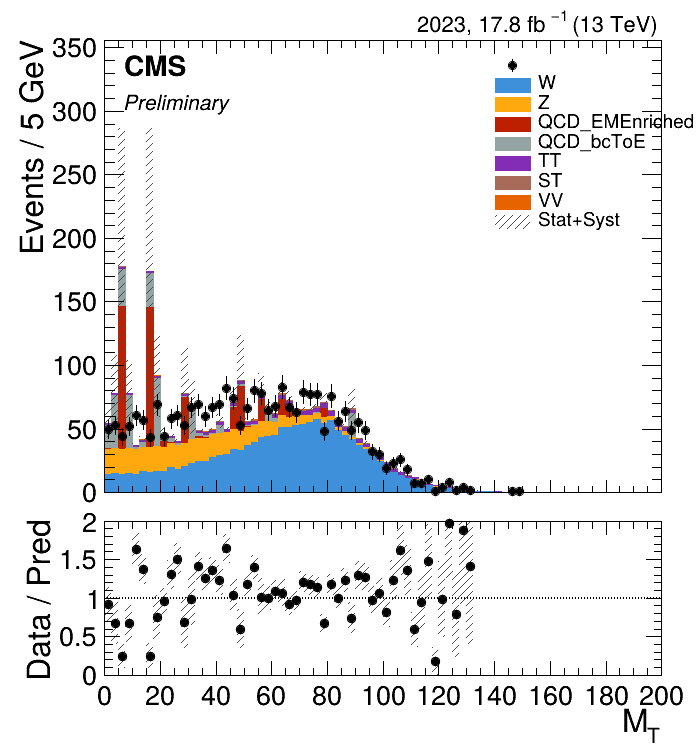 2023, 17.8 fb⁻¹ (13 TeV)
CMS
Preliminary
W
Z
QCD_EMEnriched
QCD_bcToE
TT
ST
VV
Stat+Syst
Events / 5 GeV
350
300
250
200
150
100
50
0
Data / Pred
2
1.5
1
0.5
0
0 20 40 60 80 100 120 140 160 180 200
M_T